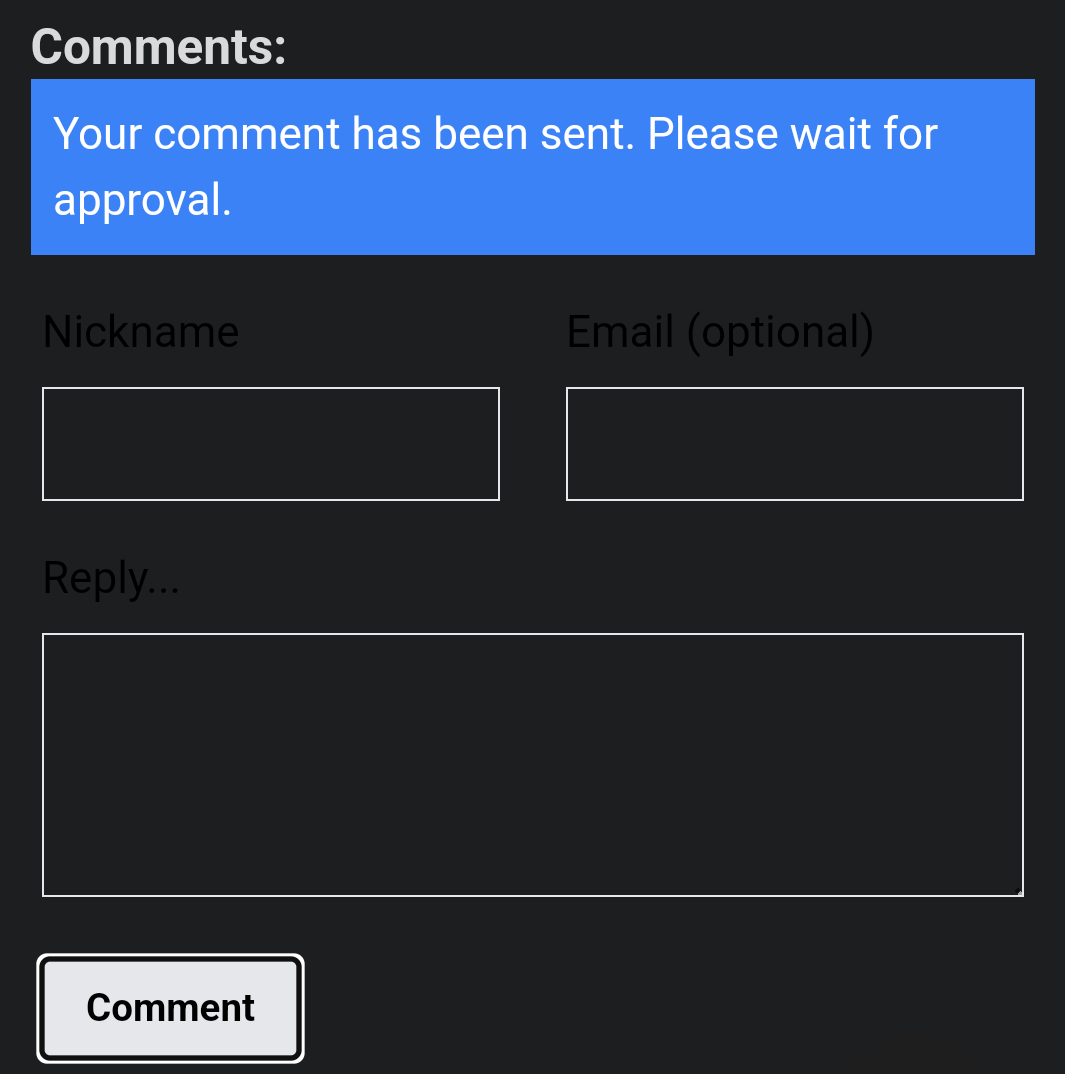 Comments:
Your comment has been sent. Please wait for
approval.
Nickname
Email (optional)
Reply...
Comment